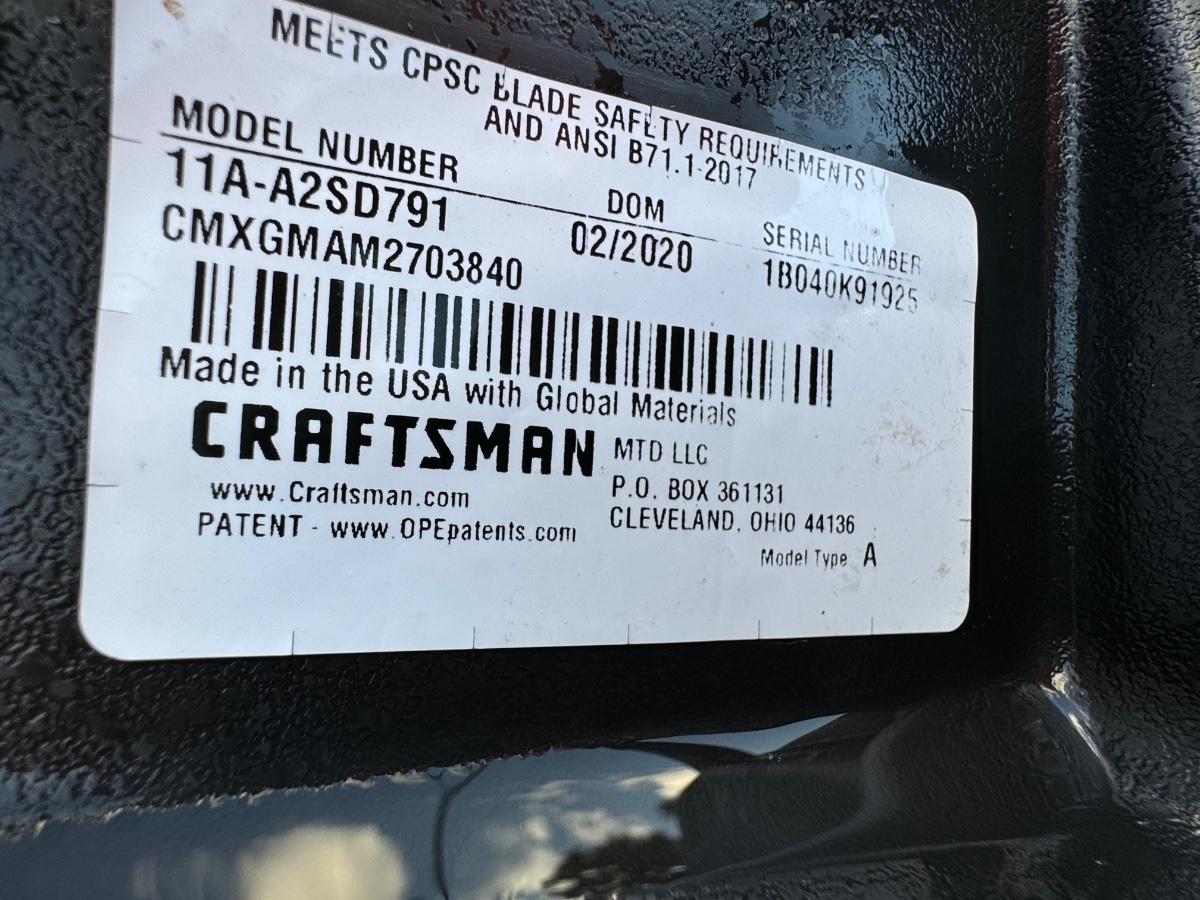 MEETS CPSC BLADE SAFETY REQUIREMENTS
AND ANSI B71.1-2017
MODEL NUMBER
DOM
SERIAL NUMBER
11A-A2SD791
02/2020
1B040K91925
CMXGMAM2703840
Made in the USA with Global Materials
CRAFTSMAN
MTD LLC
www.Craftsman.com
P.O. BOX 361131
PATENT - www.OPEpatents.com
CLEVELAND, OHIO 44136
Model Type A